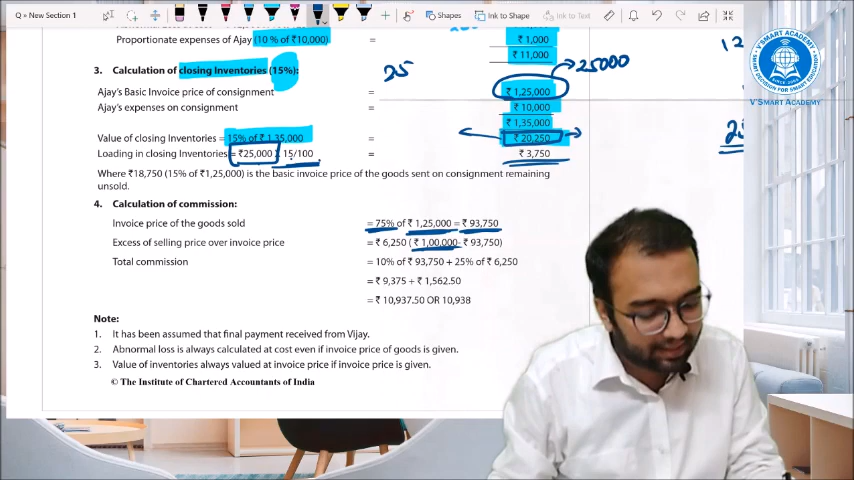 Q » New Section 1
Shapes
Ink to Shape
Ink to Text
Proportionate expenses of Ajay (10 % of ₹10,000) = ₹ 1,000
₹ 11,000
3. Calculation of closing Inventories (15%):
25
25000
Ajay's Basic Invoice price of consignment = ₹ 1,25,000
Ajay's expenses on consignment = ₹ 10,000
₹ 1,35,000
Value of closing Inventories = 15% of ₹ 1,35,000 = ₹ 20,250
Loading in closing Inventories = ₹25,000 x 15/100 = ₹ 3,750
Where ₹18,750 (15% of ₹1,25,000) is the basic invoice price of the goods sent on consignment remaining
unsold.
4. Calculation of commission:
Invoice price of the goods sold = 75% of ₹ 1,25,000 = ₹ 93,750
Excess of selling price over invoice price = ₹ 6,250 ( ₹ 1,00,000- ₹ 93,750)
Total commission = 10% of ₹ 93,750 + 25% of ₹ 6,250
= ₹ 9,375 + ₹ 1,562.50
= ₹ 10,937.50 OR 10,938
Note:
1. It has been assumed that final payment received from Vijay.
2. Abnormal loss is always calculated at cost even if invoice price of goods is given.
3. Value of inventories always valued at invoice price if invoice price is given.
© The Institute of Chartered Accountants of India
12
V'SMART ACADEMY
SINCE 2008
V'Smart Academy